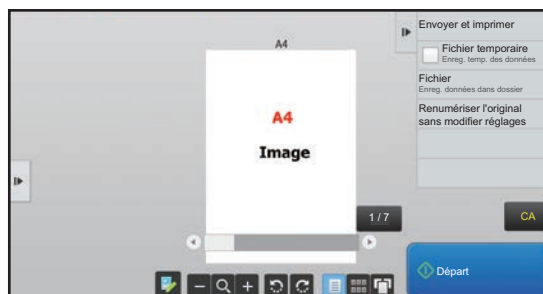 A4
A4
Image
1 / 7
Envoyer et imprimer
Fichier temporaire
Enreg. temp. des données
Fichier
Enreg. données dans dossier
Renumériser l'original
sans modifier réglages
CA
Départ